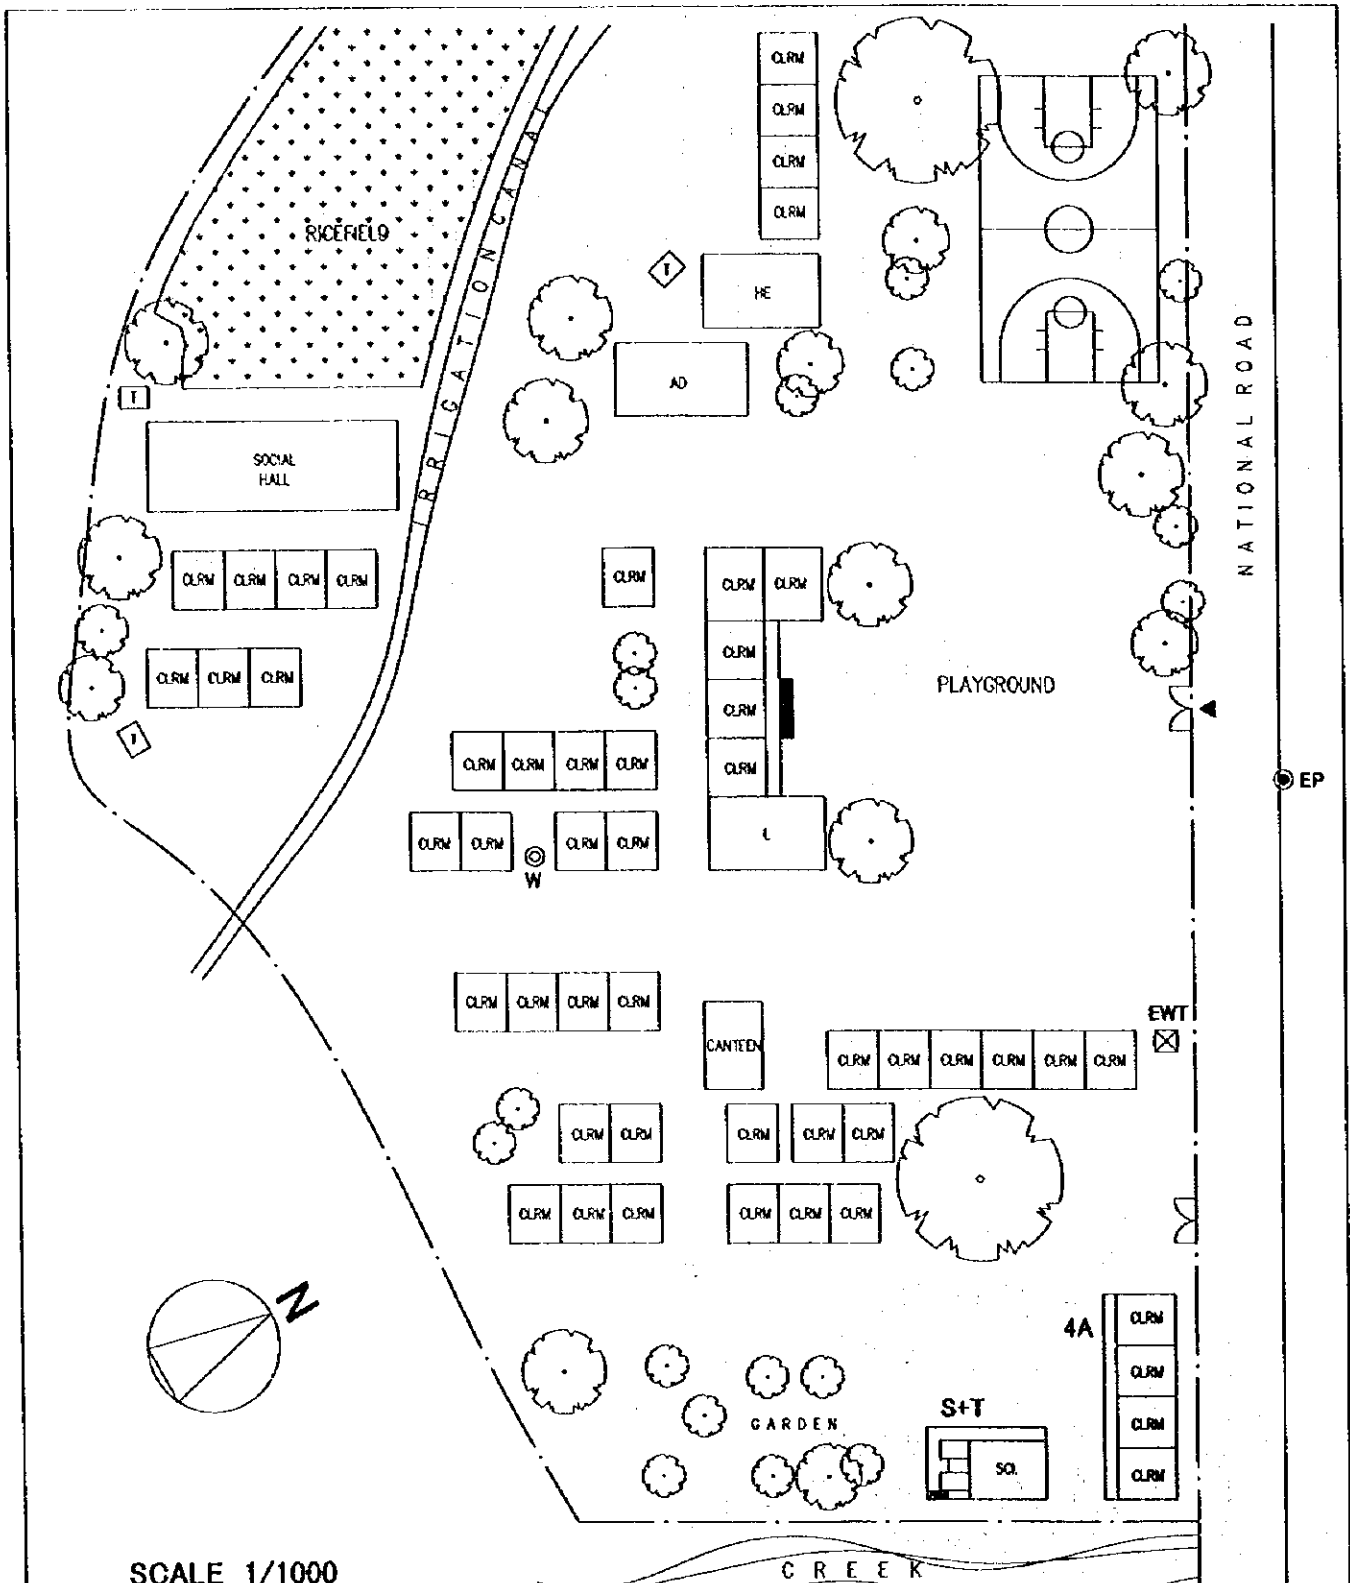 CLRM
CLRM
CLRM
CLRM
RICEFIELD
IRRIGATION CANAL
T
HE
AD
T
SOCIAL
HALL
NATIONAL ROAD
CLRM CLRM CLRM CLRM
CLRM
CLRM CLRM
CLRM
CLRM CLRM CLRM
PLAYGROUND
CLRM
T
CLRM CLRM CLRM CLRM
CLRM
EP
CLRM CLRM
CLRM CLRM
L
W
CLRM CLRM CLRM CLRM
EWT
CANTEEN
CLRM CLRM CLRM CLRM CLRM CLRM
CLRM CLRM
CLRM
CLRM CLRM
CLRM CLRM CLRM
CLRM CLRM CLRM
N
4A
CLRM
CLRM
S+T
GARDEN
CLRM
SCI.
CLRM
SCALE 1/1000
CREEK